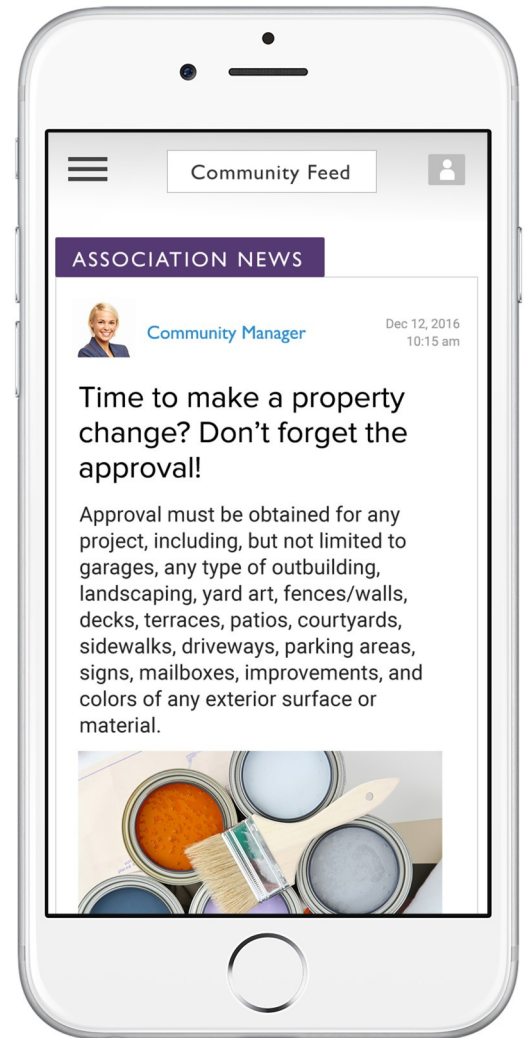 Community Feed
ASSOCIATION NEWS
Community Manager
Dec 12, 2016
10:15 am
Time to make a property
change? Don’t forget the
approval!
Approval must be obtained for any
project, including, but not limited to
garages, any type of outbuilding,
landscaping, yard art, fences/walls,
decks, terraces, patios, courtyards,
sidewalks, driveways, parking areas,
signs, mailboxes, improvements, and
colors of any exterior surface or
material.